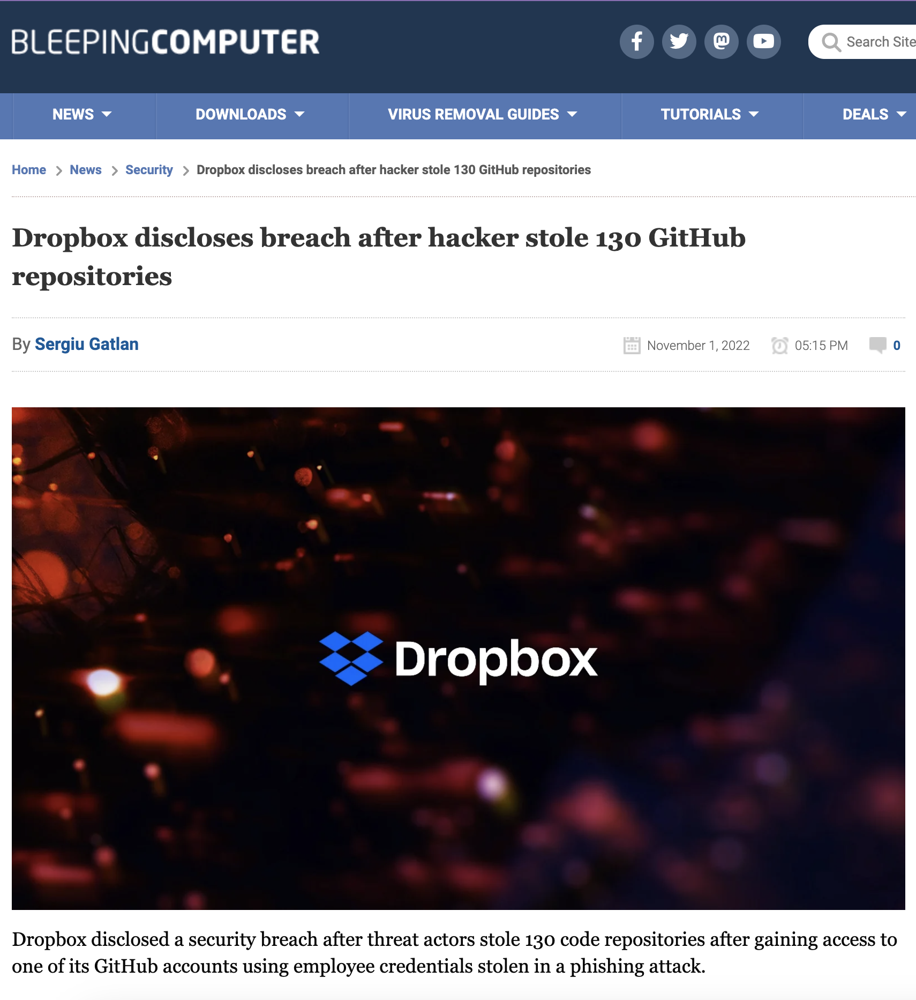 BLEEPINGCOMPUTER
Search Site
NEWS
DOWNLOADS
VIRUS REMOVAL GUIDES
TUTORIALS
DEALS
Home > News > Security > Dropbox discloses breach after hacker stole 130 GitHub repositories
Dropbox discloses breach after hacker stole 130 GitHub
repositories
By Sergiu Gatlan
November 1, 2022
05:15 PM
0
Dropbox
Dropbox disclosed a security breach after threat actors stole 130 code repositories after gaining access to
one of its GitHub accounts using employee credentials stolen in a phishing attack.